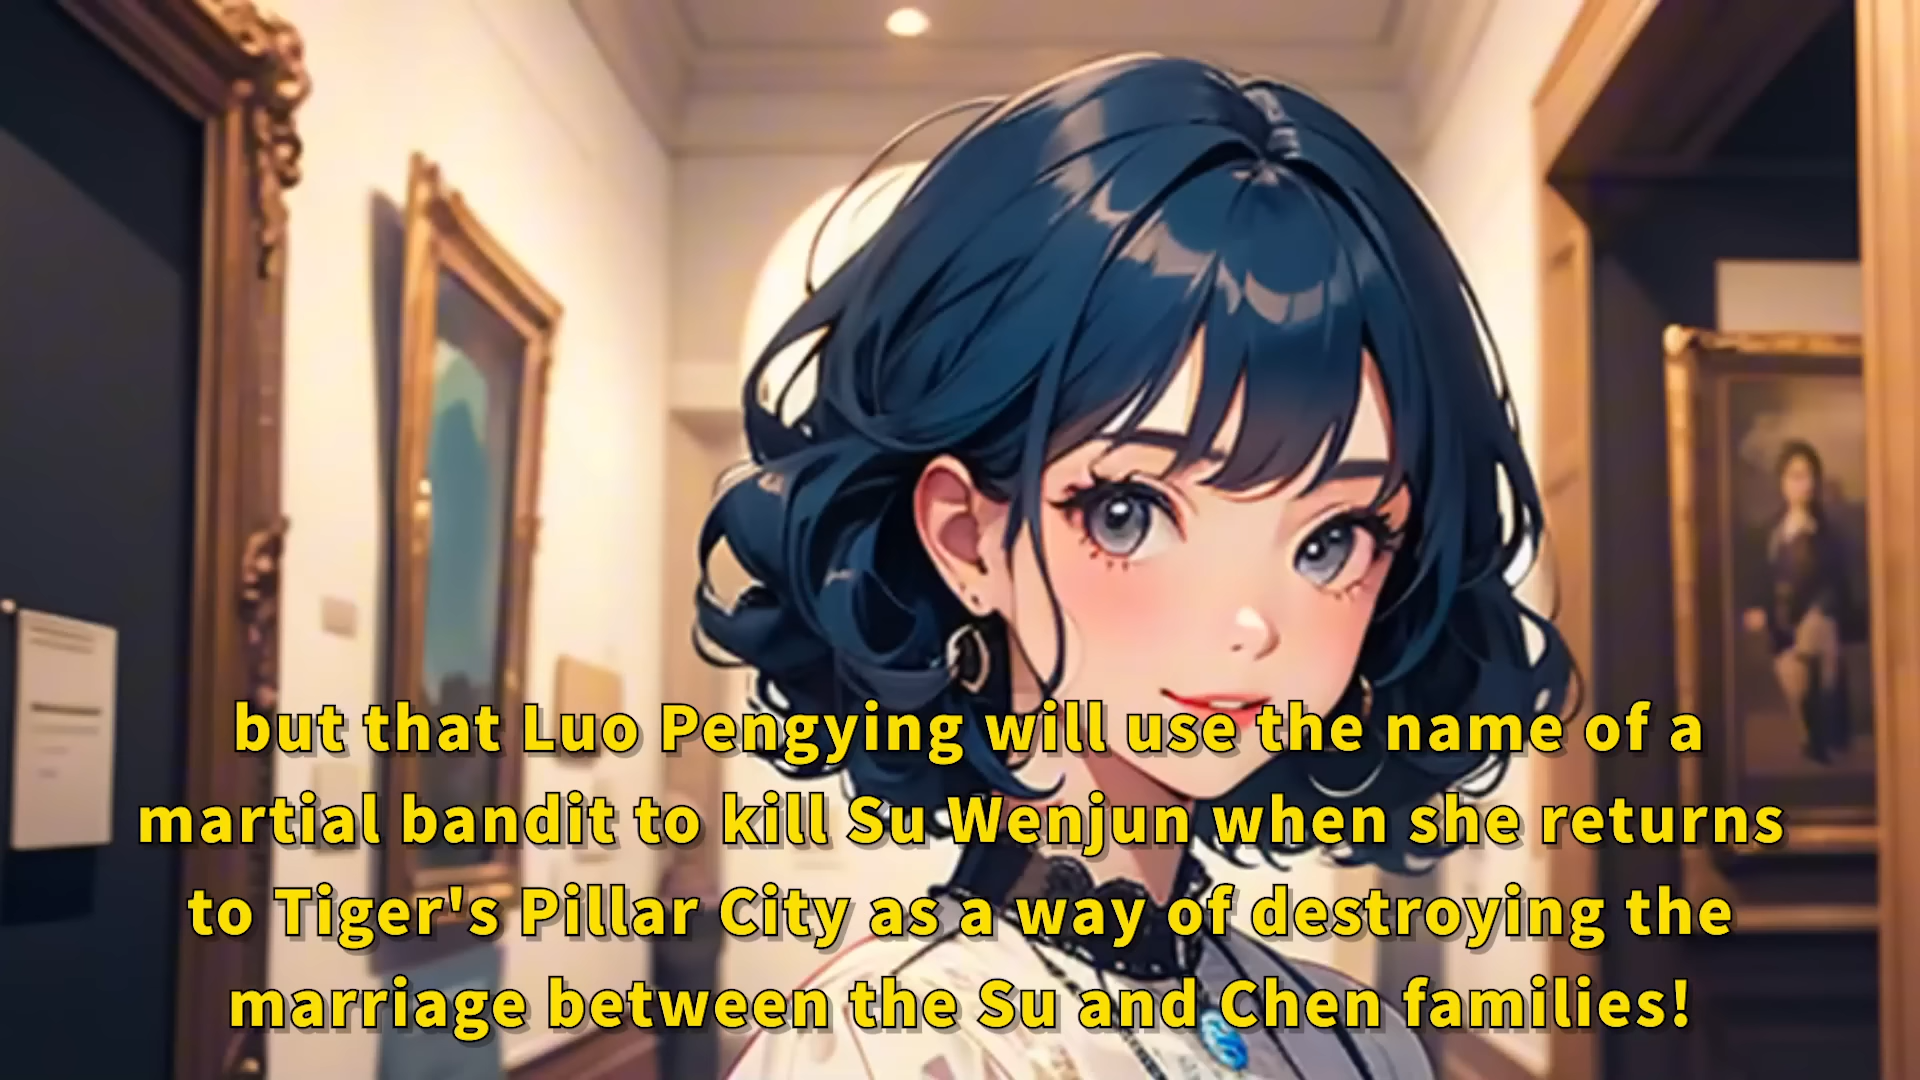 but that Luo Pengying will use the name of a
martial bandit to kill Su Wenjun when she returns
to Tiger's Pillar City as a way of destroying the
marriage between the Su and Chen families!